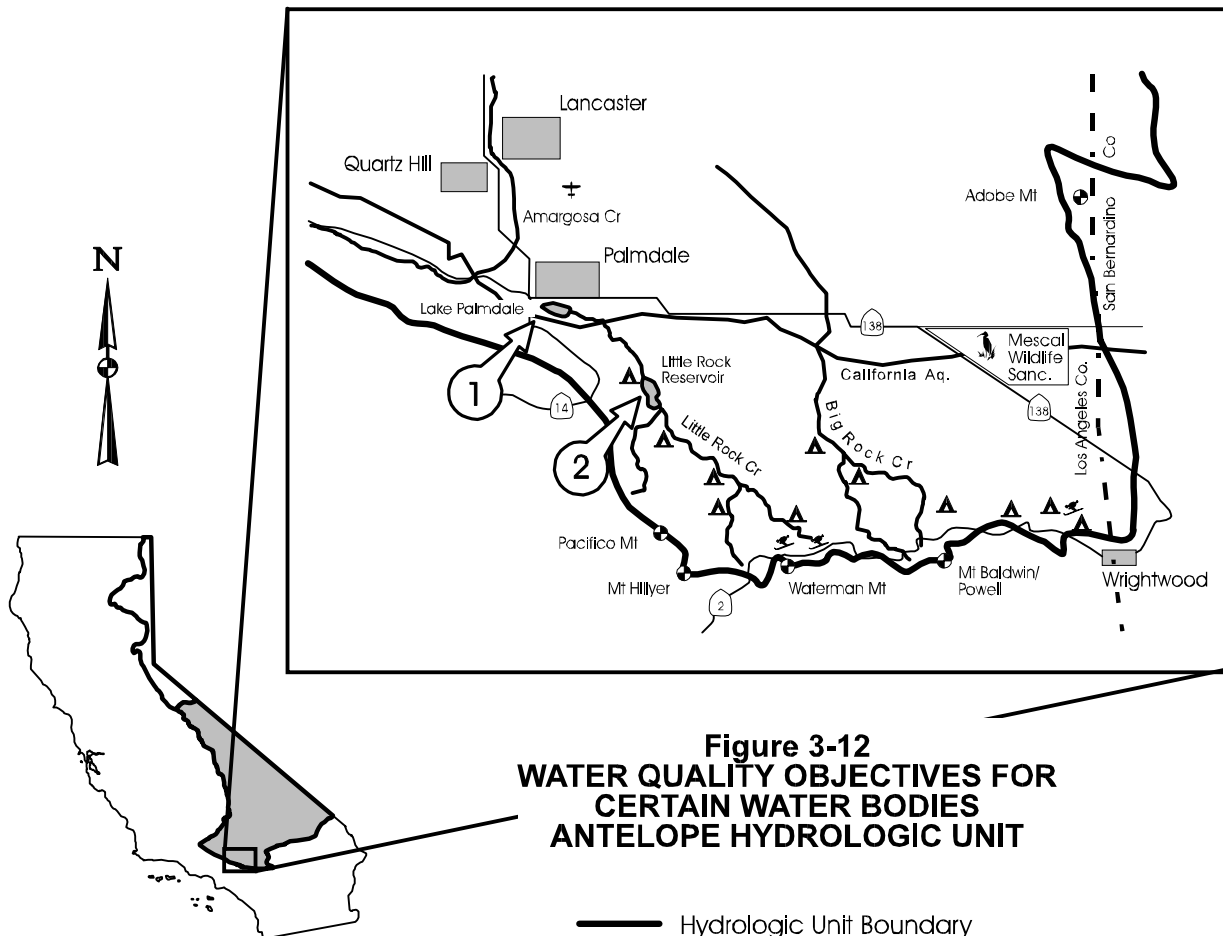 Lancaster
Quartz Hill
Amargosa Cr
Palmdale
Lake Palmdale
Adobe Mt
San Bernardino Co
Los Angeles Co.
138
Mescal
Wildlife
Sanc.
California Aq.
138
Little Rock
Reservoir
1
14
2
Little Rock Cr
Big Rock Cr
Pacifico Mt
Mt Hillyer
Waterman Mt
Mt Baldwin/
Powell
Wrightwood
2
N
Figure 3-12
WATER QUALITY OBJECTIVES FOR
CERTAIN WATER BODIES
ANTELOPE HYDROLOGIC UNIT
Hydrologic Unit Boundary